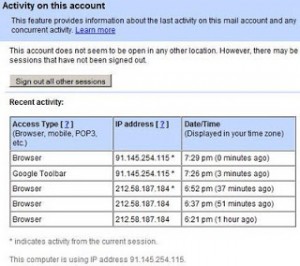 Activity on this account
This feature provides information about the last activity on this mail account and any
concurrent activity. Learn more
This account does not seem to be open in any other location. However, there may be
sessions that have not been signed out.
Sign out all other sessions
Recent activity:
Access Type [ ? ] IP address [ ? ] Date/Time
(Browser, mobile, POP3, (Displayed in your time zone)
etc.)
Browser 91.145.254.115 * 7:29 pm (0 minutes ago)
Google Toolbar 91.145.254.115 * 7:26 pm (3 minutes ago)
Browser 212.58.187.184 * 6:52 pm (37 minutes ago)
Browser 212.58.187.184 6:37 pm (51 minutes ago)
Browser 212.58.187.184 6:21 pm (1 hour ago)
* indicates activity from the current session.
This computer is using IP address 91.145.254.115.